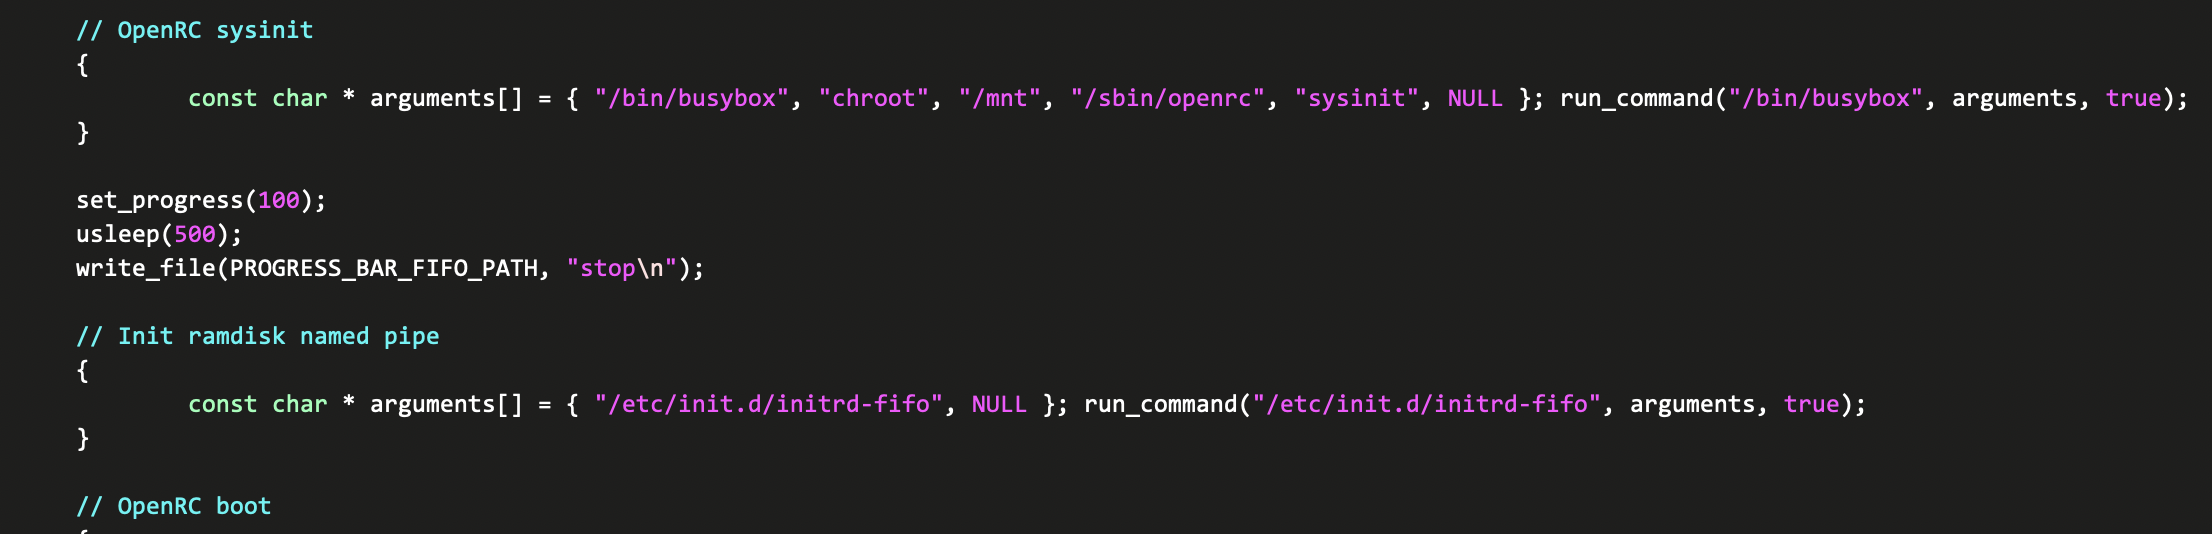 // OpenRC sysinit
{
const char * arguments[] = { "/bin/busybox", "chroot", "/mnt", "/sbin/openrc", "sysinit", NULL }; run_command("/bin/busybox", arguments, true);
}
set_progress(100);
usleep(500);
write_file(PROGRESS_BAR_FIFO_PATH, "stop\n");
// Init ramdisk named pipe
{
const char * arguments[] = { "/etc/init.d/initrd-fifo", NULL }; run_command("/etc/init.d/initrd-fifo", arguments, true);
}
// OpenRC boot
{